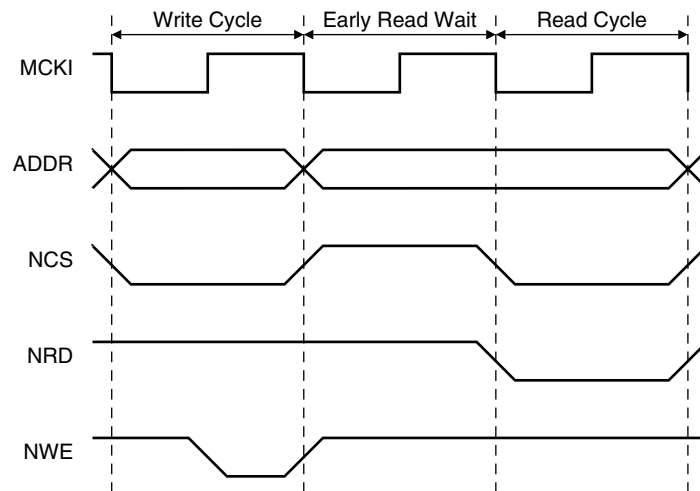 Write Cycle Early Read Wait Read Cycle
MCKI
ADDR
NCS
NRD
NWE